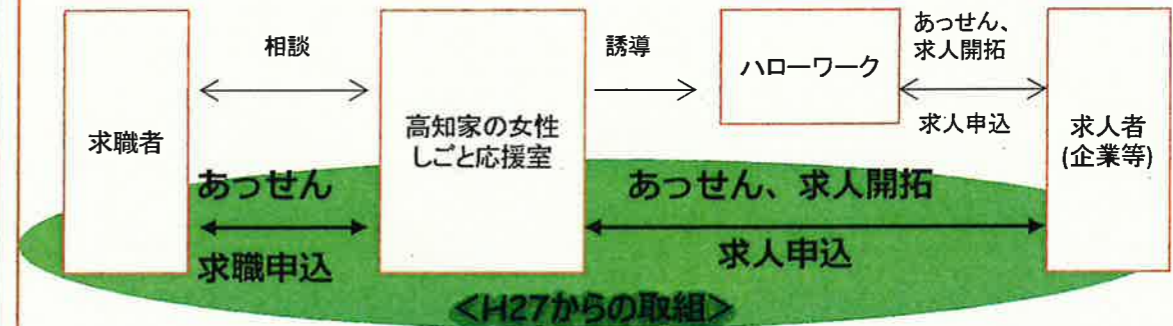 相談
誘導
あっせん、
求人開拓
ハローワーク
求人申込
求職者
高知家の女性
しごと応援室
求人者
(企業等)
あっせん
求職申込
あっせん、求人開拓
求人申込
<H27からの取組>